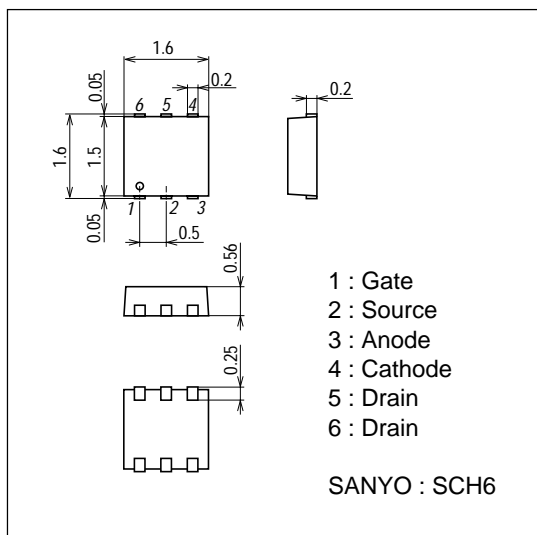 1.6
0.2
0.05
6 5 4
1.6
1.5
0.05
1 2 3
0.5
0.2
0.56
0.25
1 : Gate
2 : Source
3 : Anode
4 : Cathode
5 : Drain
6 : Drain
SANYO : SCH6